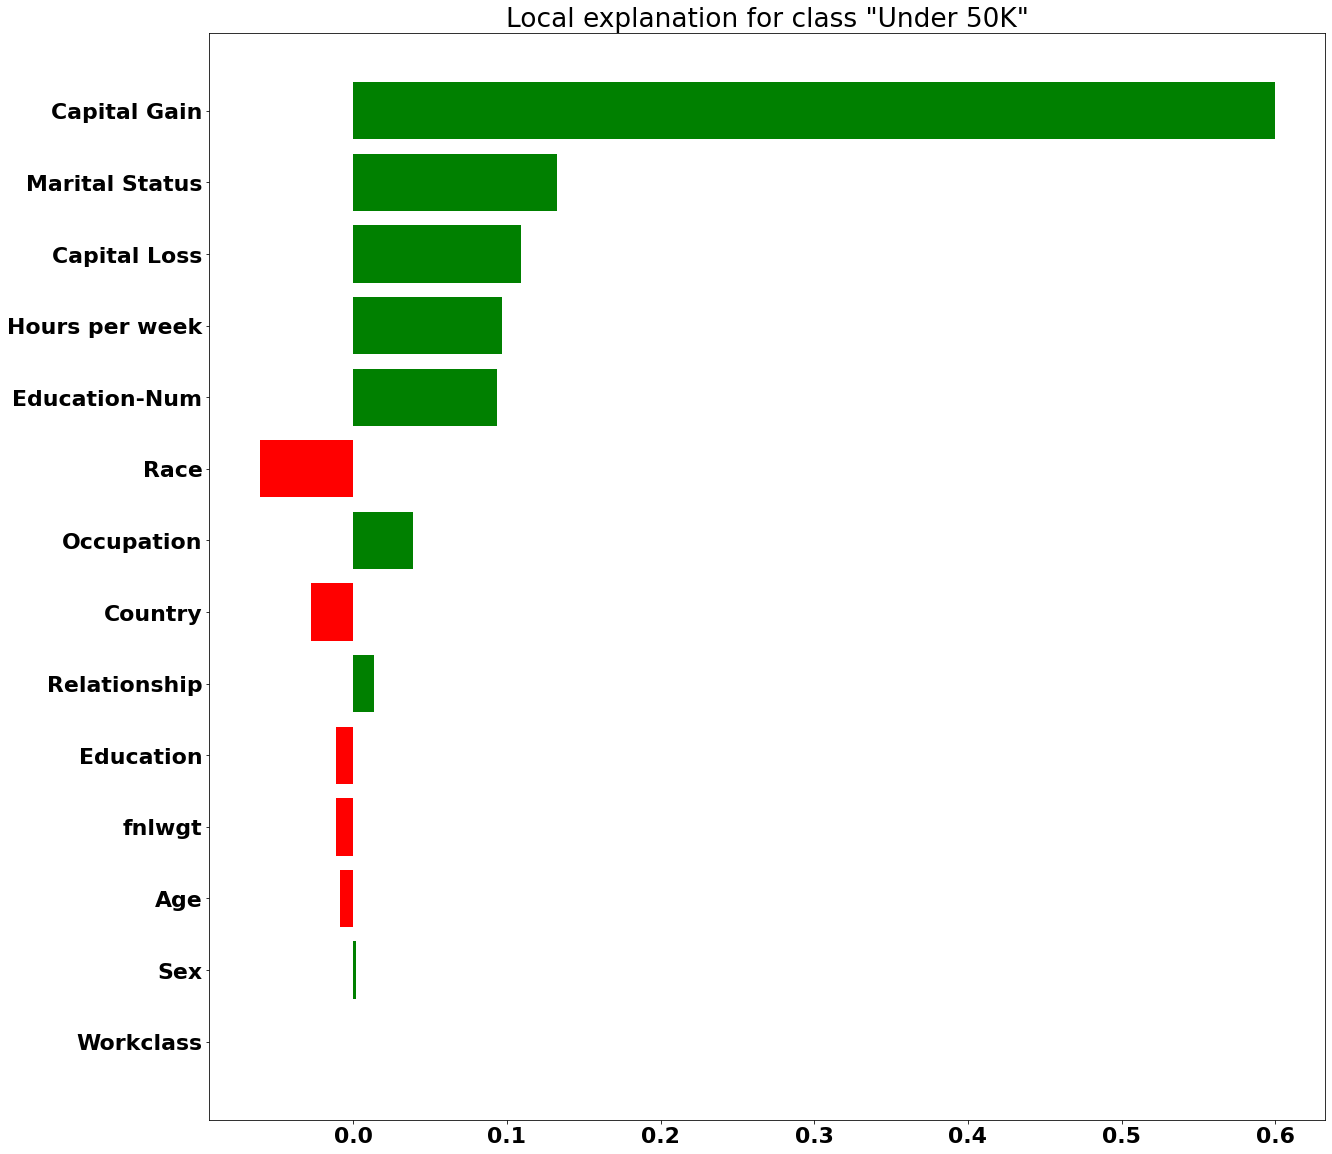 Local explanation for class "Under 50K"
Capital Gain
Marital Status
Capital Loss
Hours per week
Education-Num
Race
Occupation
Country
Relationship
Education
fnlwgt
Age
Sex
Workclass
0.0 0.1 0.2 0.3 0.4 0.5 0.6